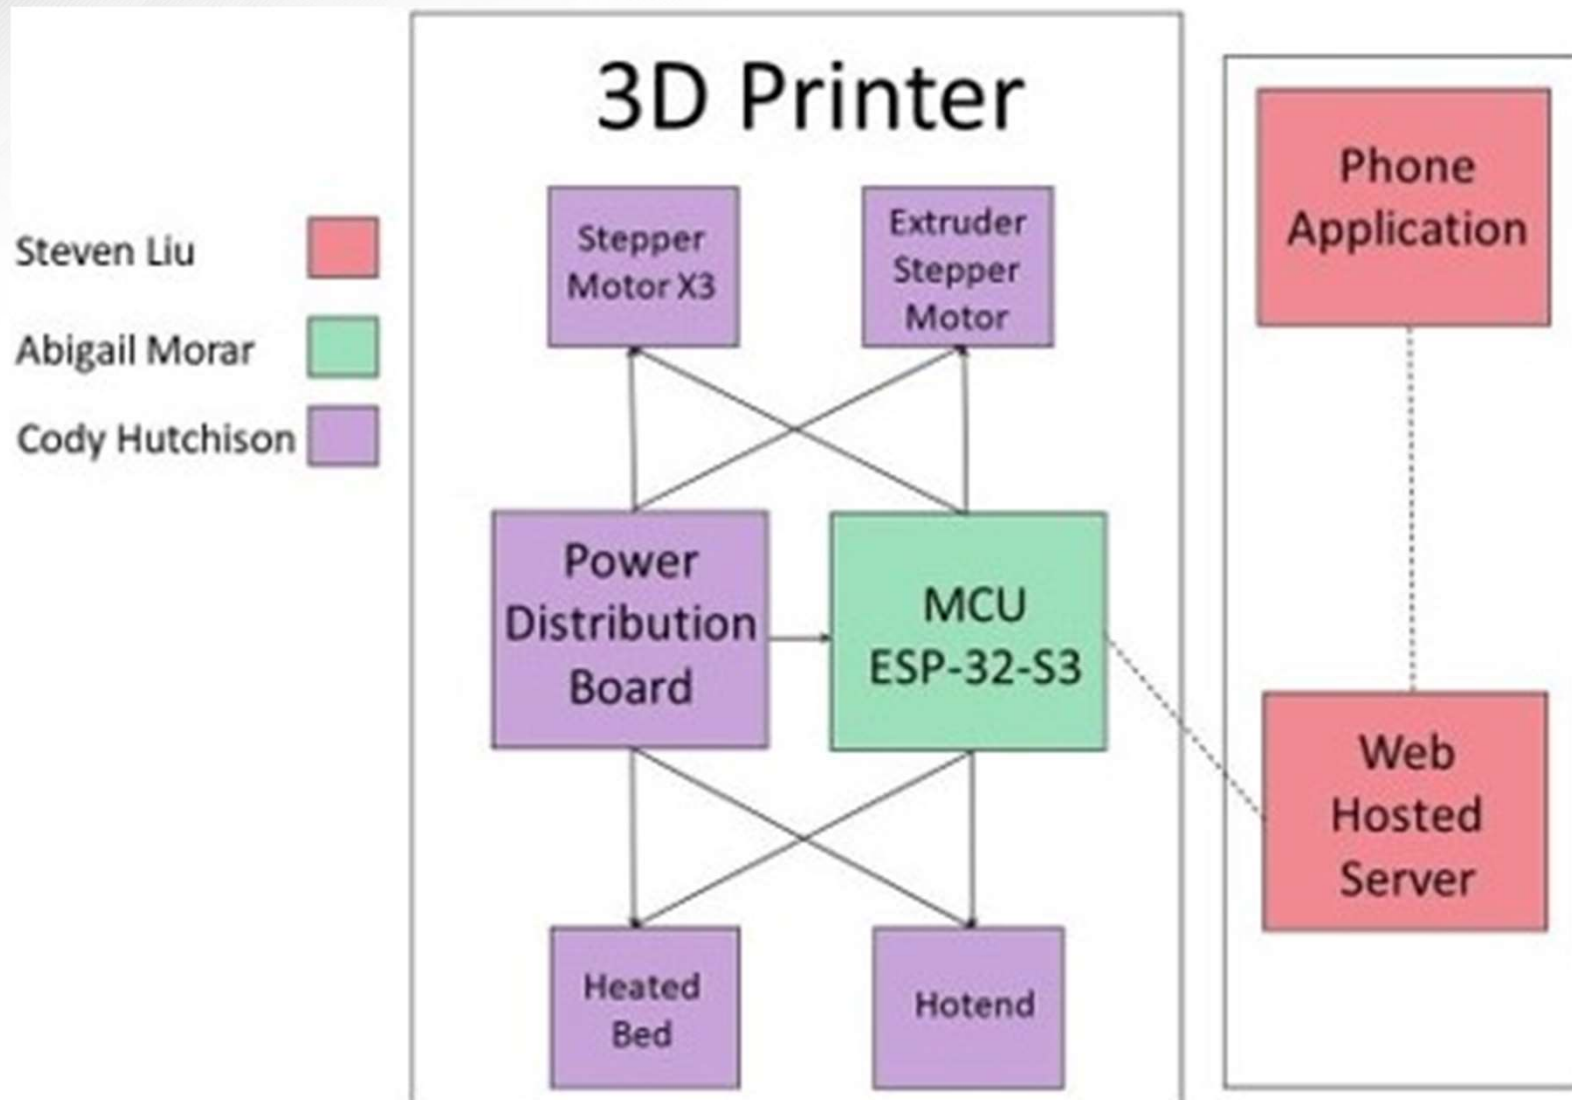 3D Printer
Steven Liu
Abigail Morar
Cody Hutchison
Stepper
Motor X3
Extruder
Stepper
Motor
Power
Distribution
Board
MCU
ESP-32-S3
Heated
Bed
Hotend
Phone
Application
Web
Hosted
Server